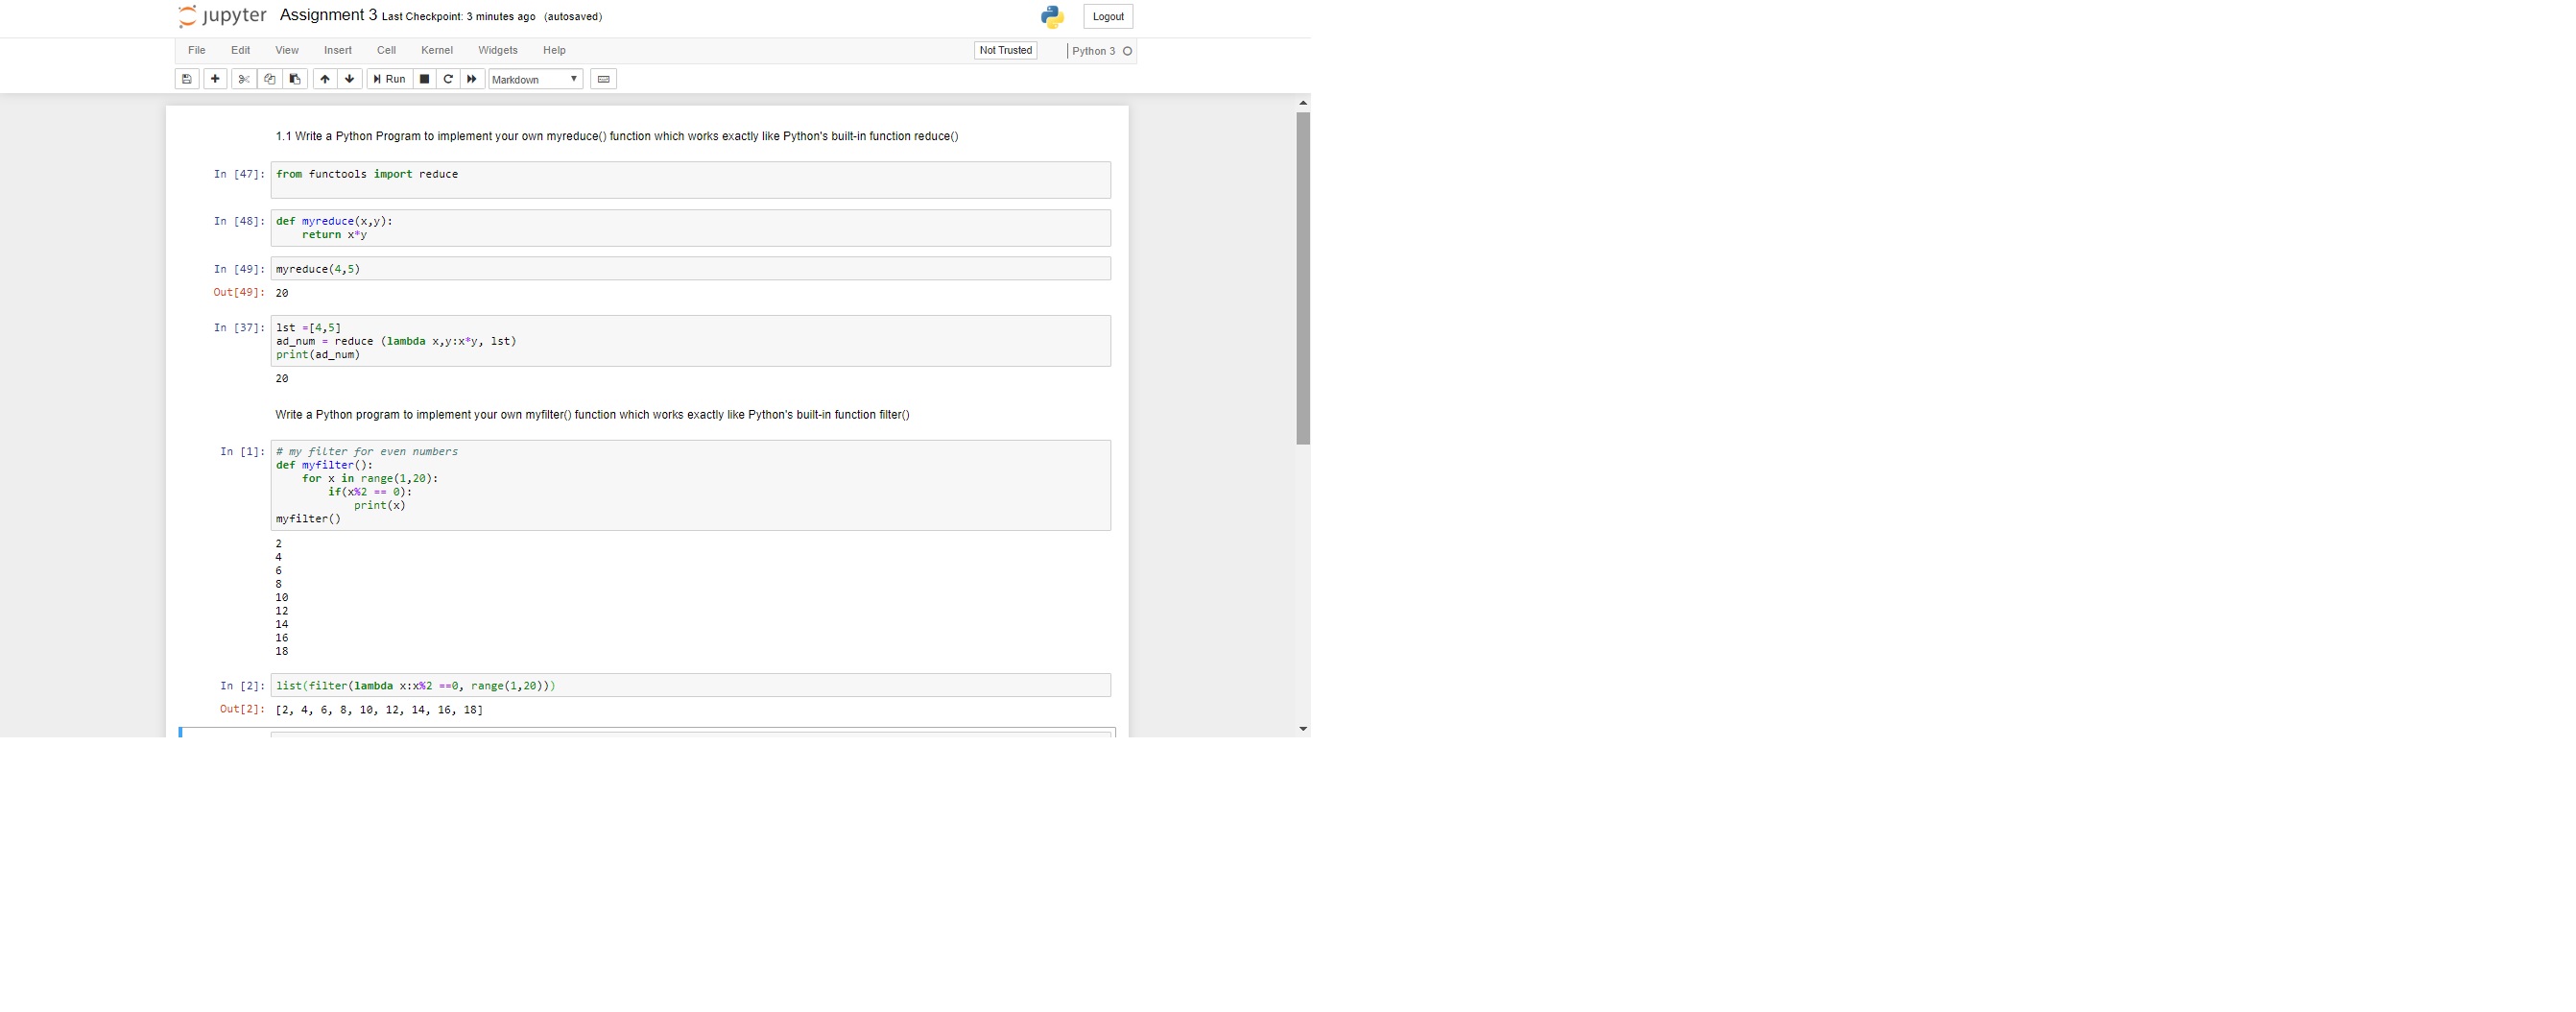 jupyter Assignment 3 Last Checkpoint: 3 minutes ago (autosaved) Logout
File Edit View Insert Cell Kernel Widgets Help Not Trusted Python 3
Run Markdown
1.1 Write a Python Program to implement your own myreduce() function which works exactly like Python's built-in function reduce()
In [47]: from functools import reduce
In [48]: def myreduce(x,y):
    return x*y
In [49]: myreduce(4,5)
Out[49]: 20
In [37]: lst =[4,5]
ad_num = reduce (lambda x,y:x*y, lst)
print(ad_num)
20
Write a Python program to implement your own myfilter() function which works exactly like Python's built-in function filter()
In [1]: # my filter for even numbers
def myfilter():
    for x in range(1,20):
        if(x%2 == 0):
            print(x)
myfilter()
2
4
6
8
10
12
14
16
18
In [2]: list(filter(lambda x:x%2 ==0, range(1,20)))
Out[2]: [2, 4, 6, 8, 10, 12, 14, 16, 18]